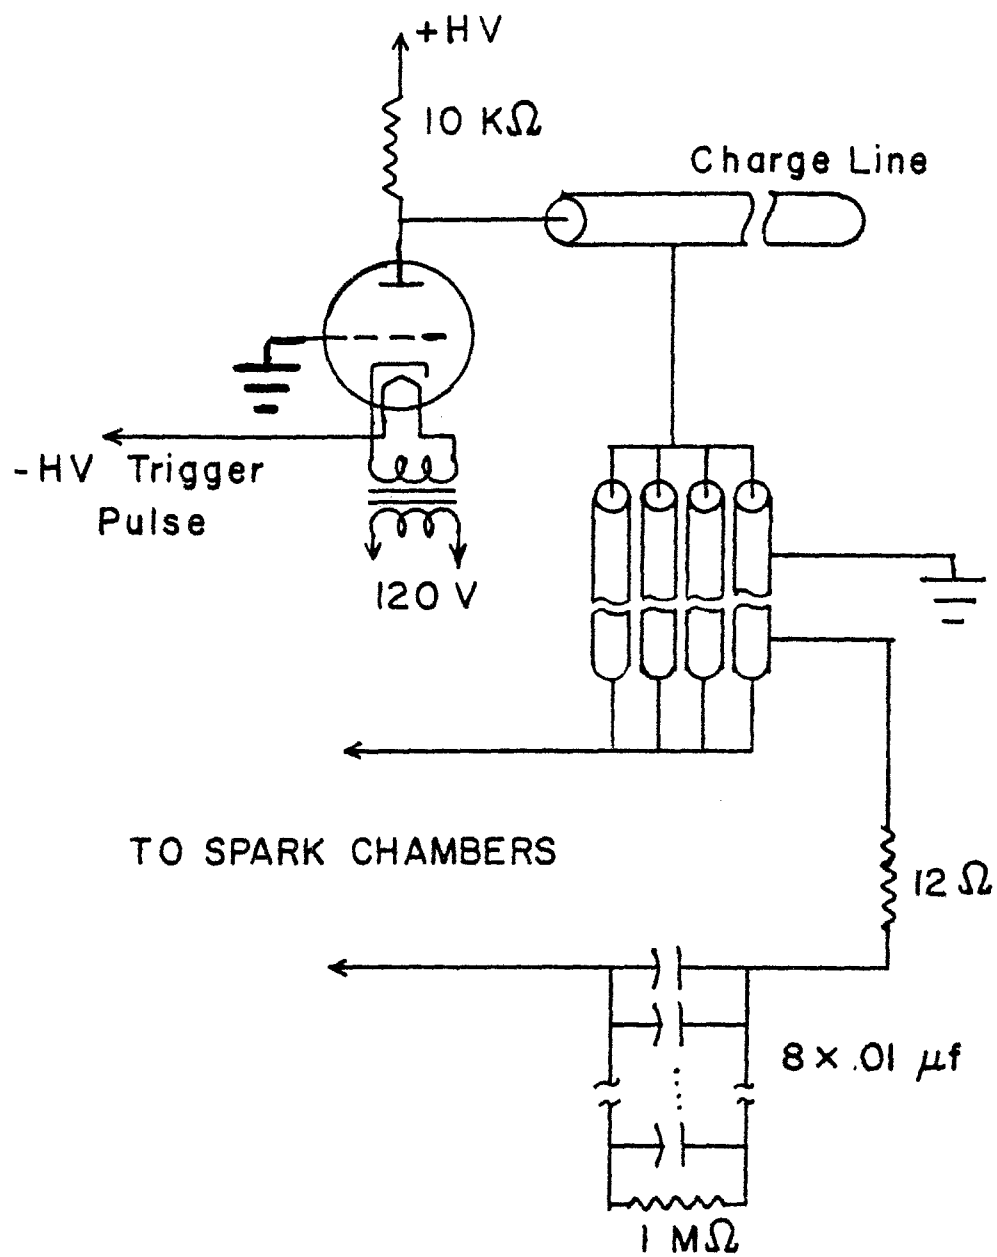 +HV
10 KΩ
Charge Line
-HV Trigger
Pulse
120 V
TO SPARK CHAMBERS
12 Ω
8 × .01 μf
1 MΩ